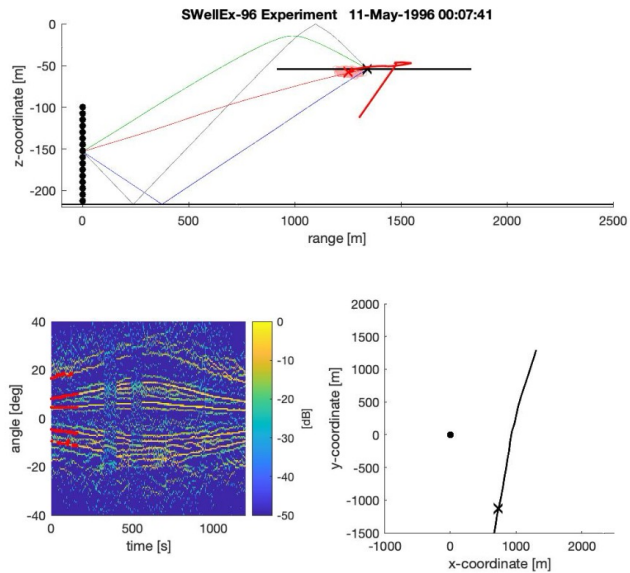 SWellEx-96 Experiment 11-May-1996 00:07:41
0
-50
-100
-150
-200
z-coordinate [m]
0 500 1000 1500 2000 2500
range [m]
40
20
0
-20
-40
angle [deg]
0 500 1000
time [s]
0
-10
-20
-30
-40
-50
[dB]
2000
1500
1000
500
0
-500
-1000
-1500
y-coordinate [m]
-1000 0 1000 2000
x-coordinate [m]